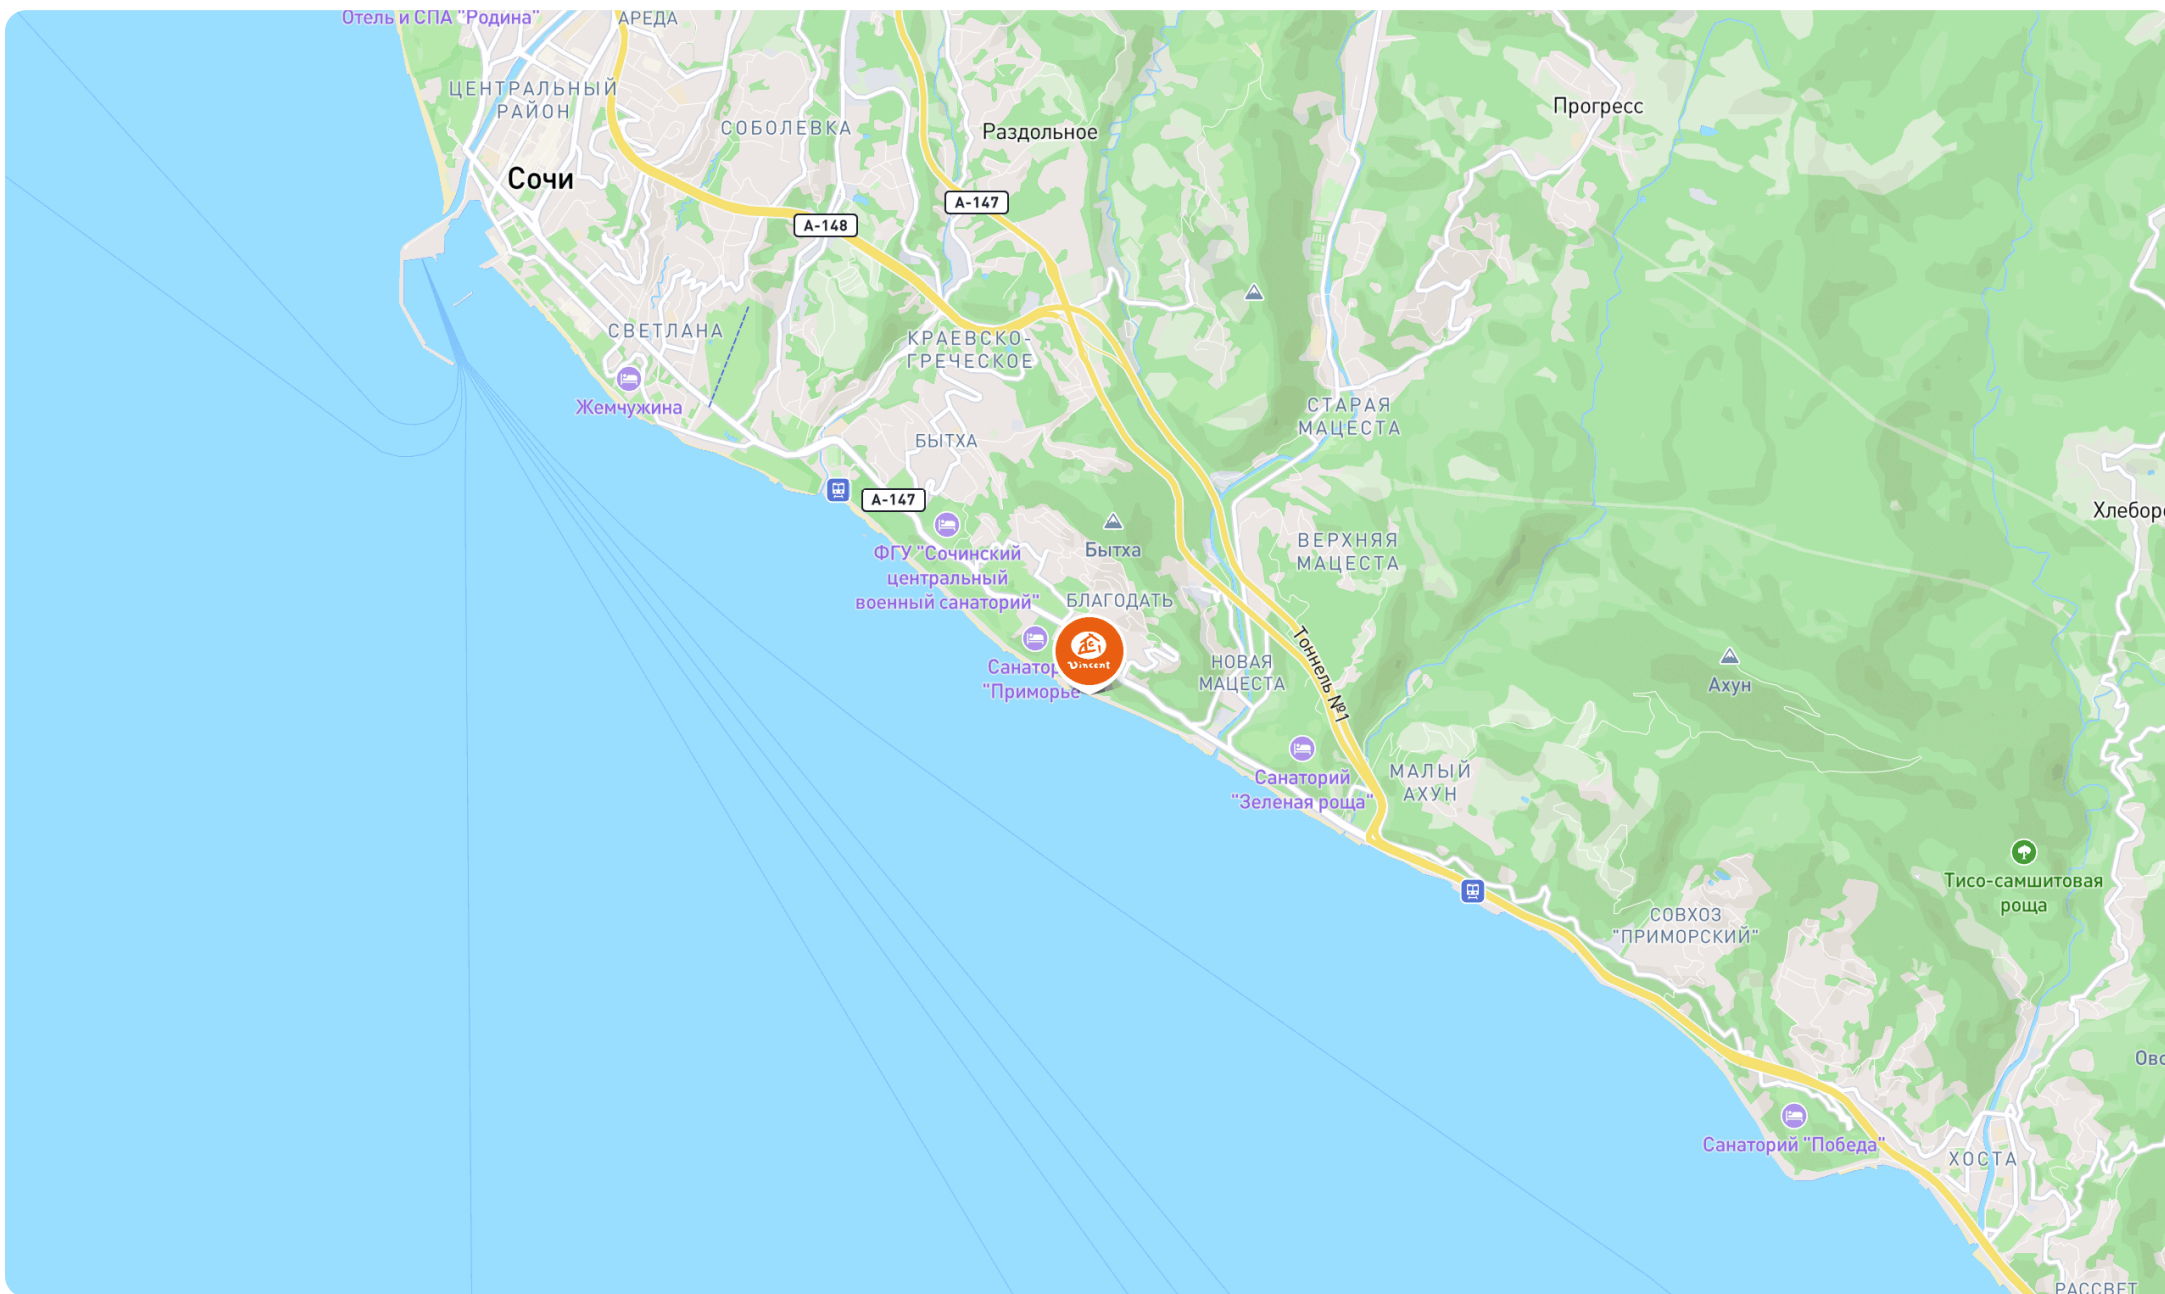 Отель и СПА "Родина"
АРЕДА
ЦЕНТРАЛЬНЫЙ
РАЙОН
СОБОЛЕВКА
Раздольное
Прогресс
Сочи
А-147
А-148
СВЕТЛАНА
КРАЕВСКО-
ГРЕЧЕСКОЕ
Жемчужина
СТАРАЯ
МАЦЕСТА
БЫТХА
А-147
Хлебор
ФГУ "Сочинский
центральный
военный санаторий"
Бытха
ВЕРХНЯЯ
МАЦЕСТА
БЛАГОДАТЬ
Vincent
Санатор
"Приморье
НОВАЯ
МАЦЕСТА
Тоннель №1
Ахун
Санаторий
"Зеленая роща"
МАЛЫЙ
АХУН
Тисо-самшитовая
роща
СОВХОЗ
"ПРИМОРСКИЙ"
Ово
Санаторий "Победа"
ХОСТА
РАССВЕТ